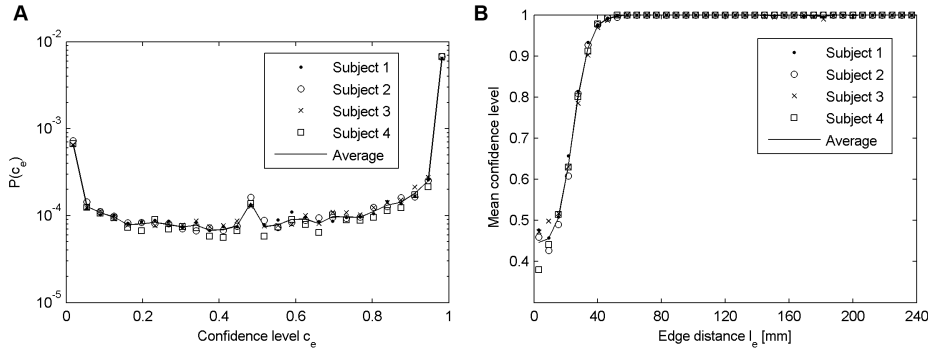 A
P(c_e)
10^-2
10^-3
10^-4
10^-5
Subject 1
Subject 2
Subject 3
Subject 4
Average
0 0.2 0.4 0.6 0.8 1
Confidence level c_e
B
Mean confidence level
1
0.9
0.8
0.7
0.6
0.5
0.4
Subject 1
Subject 2
Subject 3
Subject 4
Average
0 40 80 120 160 200 240
Edge distance l_e [mm]